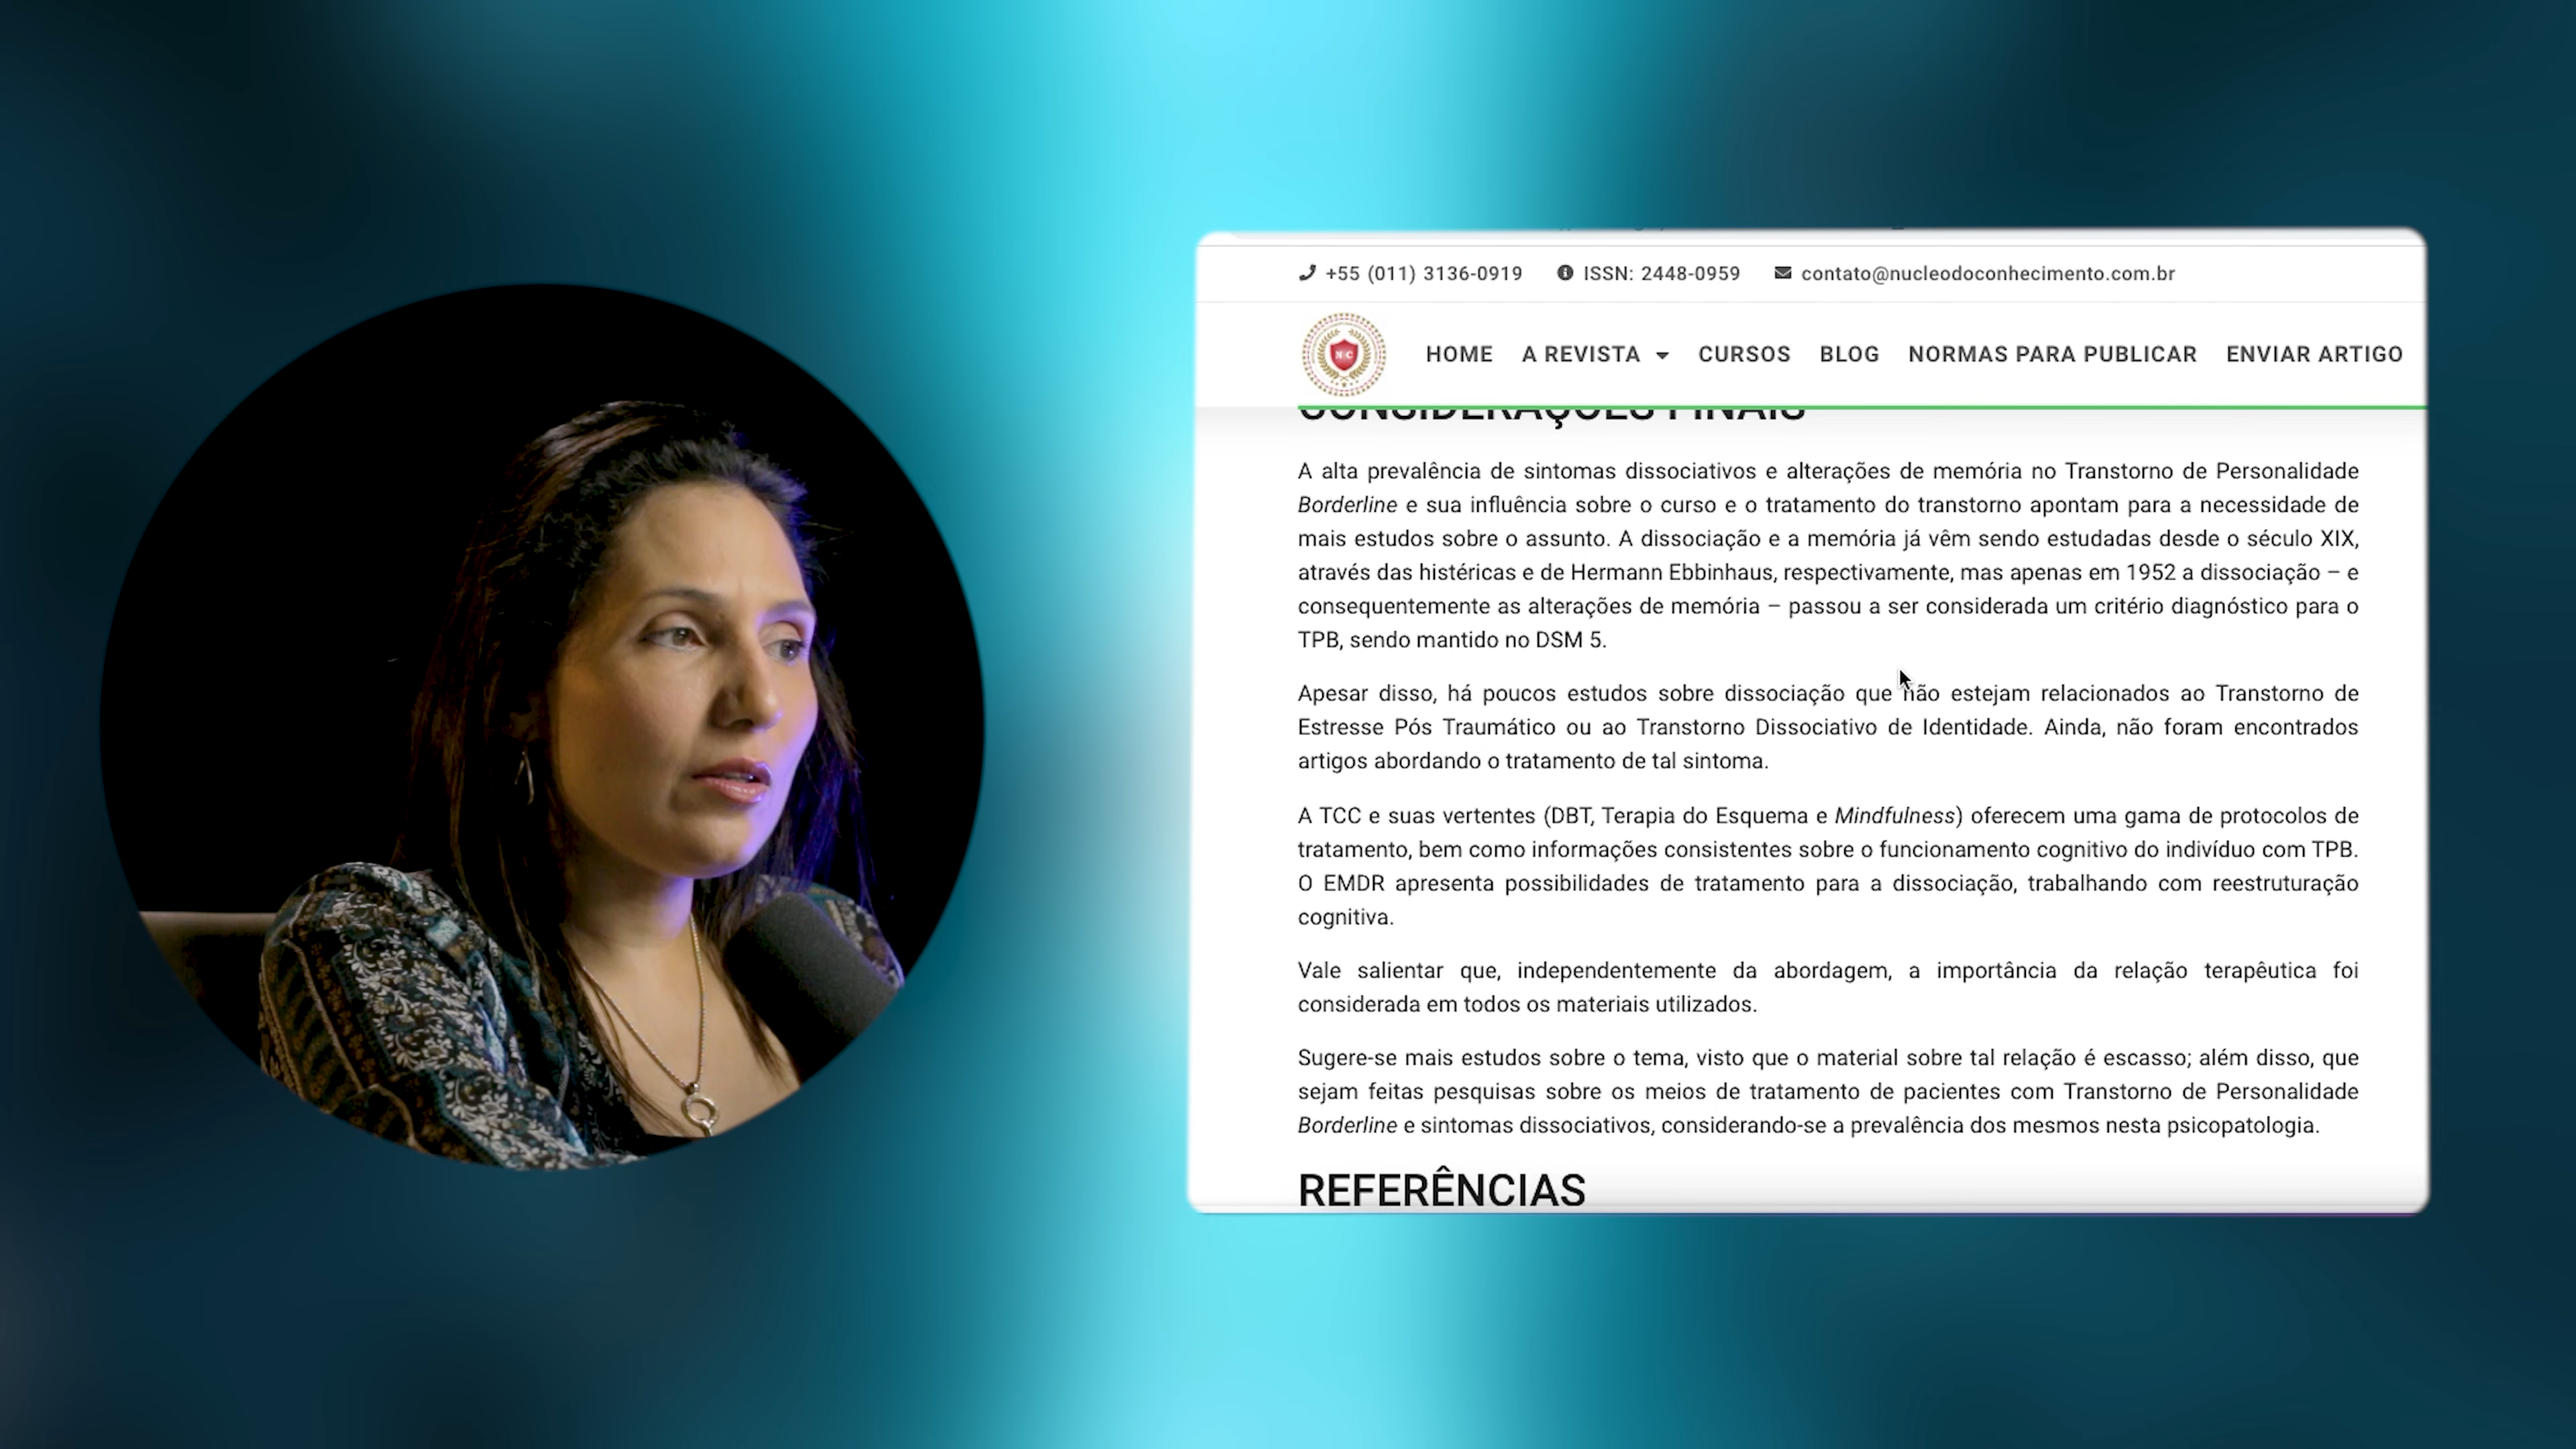 +55 (011) 3136-0919 ISSN: 2448-0959 contato@nucleodoconhecimento.com.br
HOME A REVISTA CURSOS BLOG NORMAS PARA PUBLICAR ENVIAR ARTIGO
CONSIDERAÇÕES FINAIS
A alta prevalência de sintomas dissociativos e alterações de memória no Transtorno de Personalidade
Borderline e sua influência sobre o curso e o tratamento do transtorno apontam para a necessidade de
mais estudos sobre o assunto. A dissociação e a memória já vêm sendo estudadas desde o século XIX,
através das histéricas e de Hermann Ebbinhaus, respectivamente, mas apenas em 1952 a dissociação – e
consequentemente as alterações de memória – passou a ser considerada um critério diagnóstico para o
TPB, sendo mantido no DSM 5.
Apesar disso, há poucos estudos sobre dissociação que não estejam relacionados ao Transtorno de
Estresse Pós Traumático ou ao Transtorno Dissociativo de Identidade. Ainda, não foram encontrados
artigos abordando o tratamento de tal sintoma.
A TCC e suas vertentes (DBT, Terapia do Esquema e Mindfulness) oferecem uma gama de protocolos de
tratamento, bem como informações consistentes sobre o funcionamento cognitivo do indivíduo com TPB.
O EMDR apresenta possibilidades de tratamento para a dissociação, trabalhando com reestruturação
cognitiva.
Vale salientar que, independentemente da abordagem, a importância da relação terapêutica foi
considerada em todos os materiais utilizados.
Sugere-se mais estudos sobre o tema, visto que o material sobre tal relação é escasso; além disso, que
sejam feitas pesquisas sobre os meios de tratamento de pacientes com Transtorno de Personalidade
Borderline e sintomas dissociativos, considerando-se a prevalência dos mesmos nesta psicopatologia.
REFERÊNCIAS